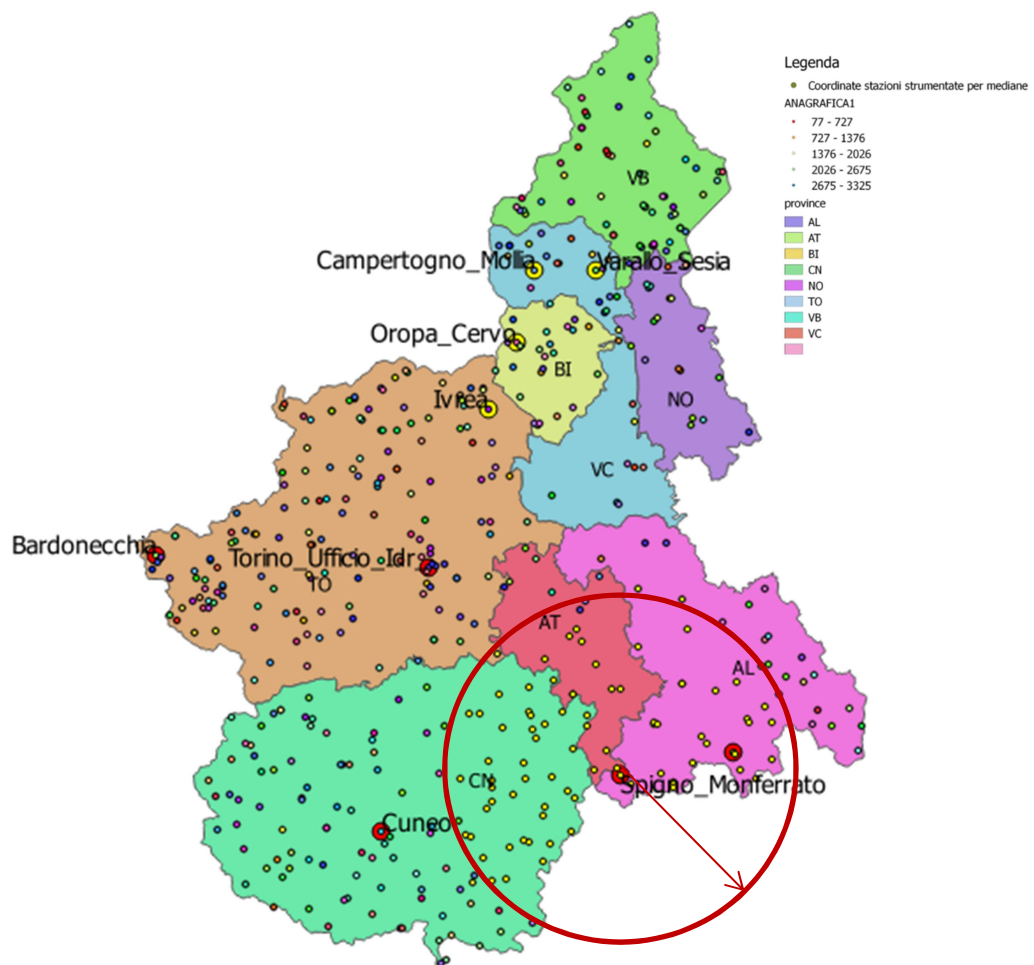 Legenda
Coordinate stazioni strumentate per mediane
ANAGRAFICA1
77 - 727
727 - 1376
1376 - 2026
2026 - 2675
2675 - 3325
province
AL
AT
BI
CN
NO
TO
VB
VC
VB
Campertogno_Mollia
Varallo_Sesia
Oropa_Cervo
BI
Ivrea
NO
VC
Bardonecchia
Torino_Ufficio_Idr_
TO
AT
AL
CN
Spigno_Monferrato
Cuneo